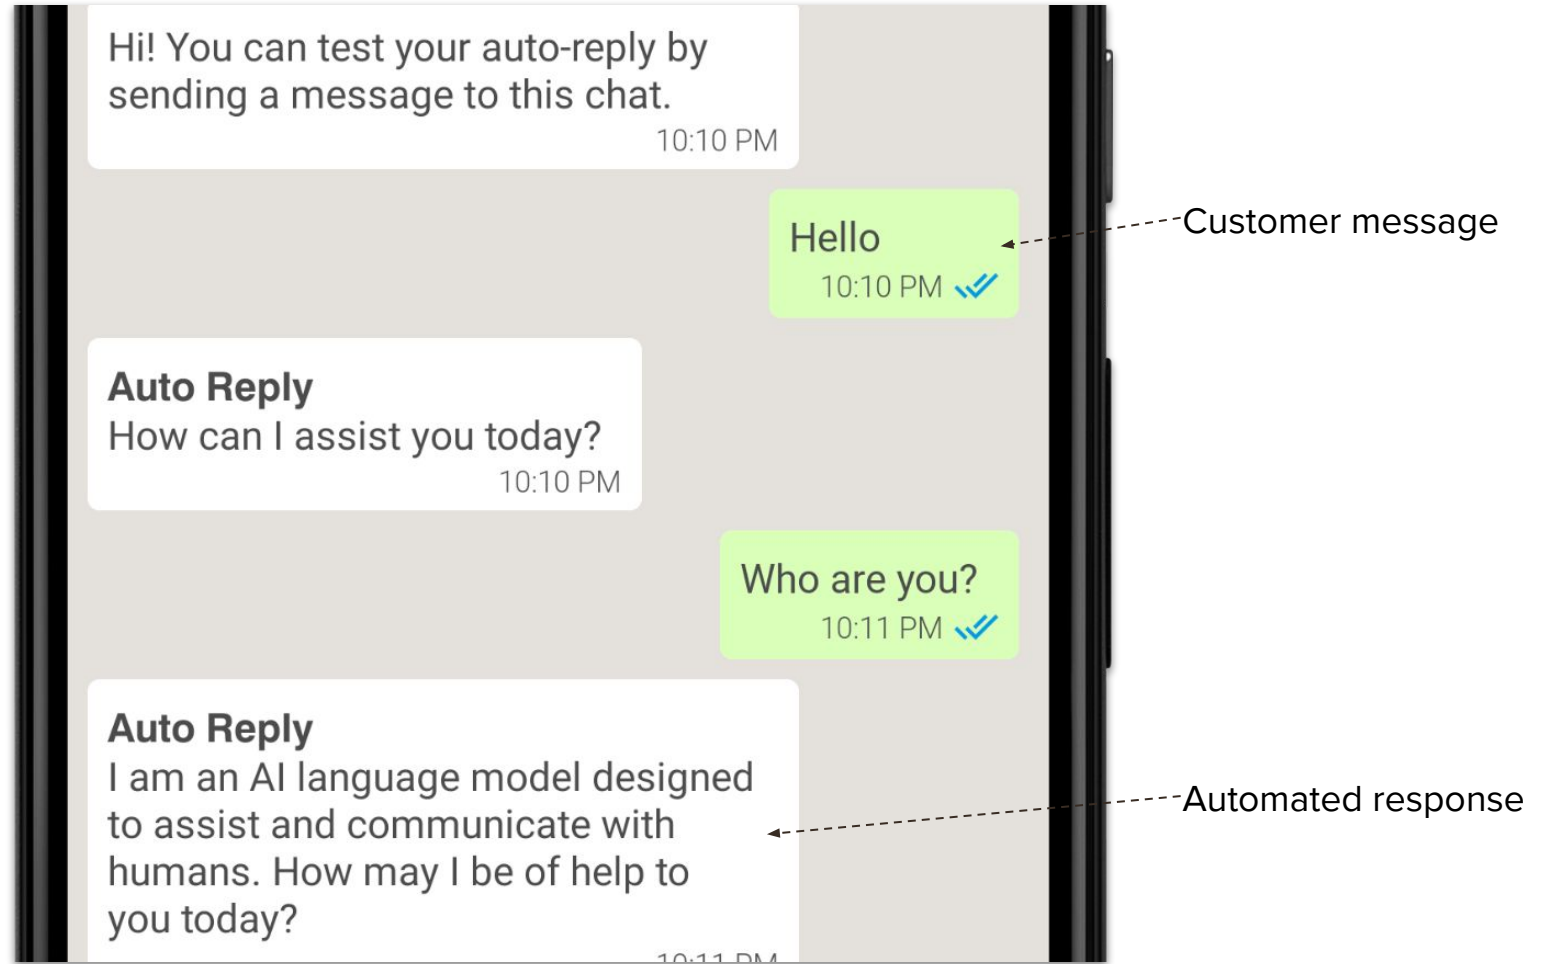 Hi! You can test your auto-reply by
sending a message to this chat.
10:10 PM
Hello
10:10 PM
Customer message
Auto Reply
How can I assist you today?
10:10 PM
Who are you?
10:11 PM
Auto Reply
I am an AI language model designed
to assist and communicate with
humans. How may I be of help to
you today?
10:11 PM
Automated response